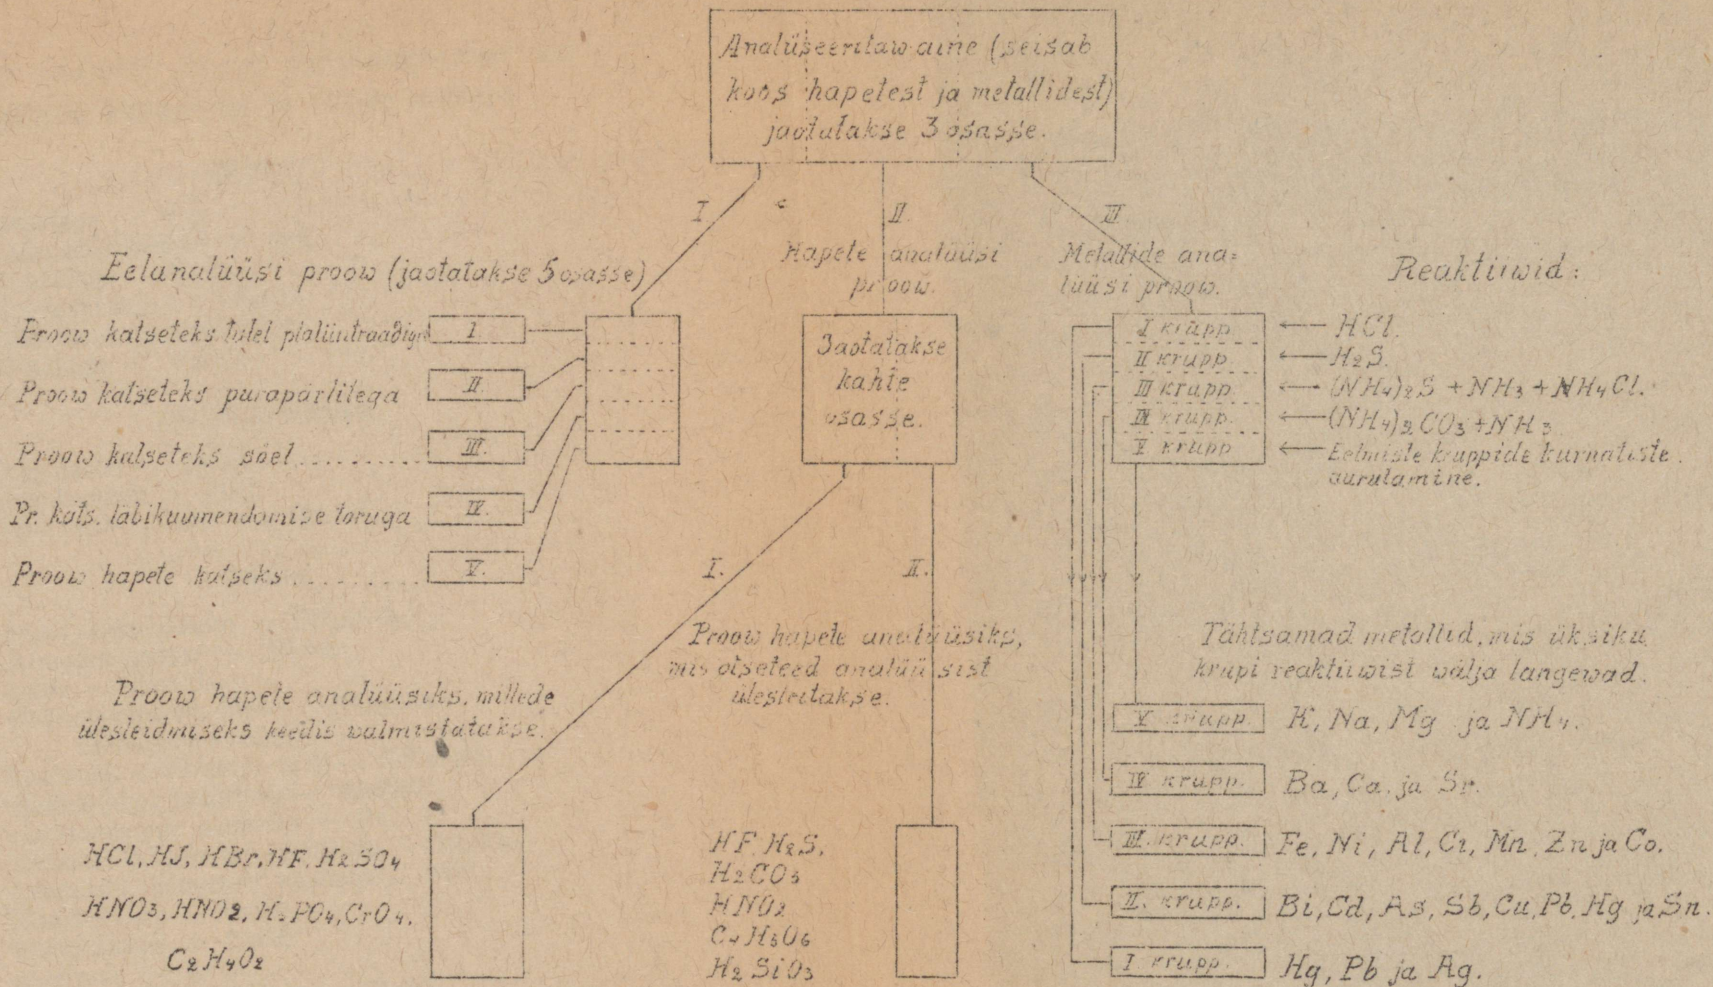 Analüseeritaw aine (seisab
koos hapetest ja metallidest)
jaotatakse 3 osasse.
I
II.
III.
Eelanalüüsi proow (jaotatakse 5 osasse)
Proow katseteks tulel platiintraadiga
I.
Proow katseteks purapärlitega
II.
Proow katseteks söel..........
III.
Pr. kats. läbikuumendamise toruga
IV.
Proow hapete katseks..........
V.
Hapete analüüsi
proow.
Jaotatakse
kahte
osasse.
I.
II.
Proow hapete analüüsiks, millede
ülesleidmiseks keedis walmistatakse.
HCl, HJ, HBr, HF, H2SO4
HNO3, HNO2, H3PO4, CrO4.
C2H4O2
Proow hapete analüüsiks,
mis otseteed analüüsist
ülesleitakse.
HF, H2S,
H2CO3
HNO2
C4H6O6
H2SiO3
Metallide ana=
lüüsi proow.
Reaktiiwid:
I krupp. HCl.
II krupp. H2S.
III krupp. (NH4)2S + NH3 + NH4Cl.
IV krupp. (NH4)2CO3 + NH3.
V krupp Eelmiste kruppide kurnatiste
aurutamine.
Tähtsamad metallid, mis üksiku
krupi reaktiiwist wälja langewad.
V krupp. K, Na, Mg ja NH4.
IV krupp. Ba, Ca, ja Sr.
III. krupp. Fe, Ni, Al, Cr, Mn, Zn ja Co.
II. krupp. Bi, Cd, As, Sb, Cu, Pb, Hg ja Sn.
I krupp. Hg, Pb ja Ag.